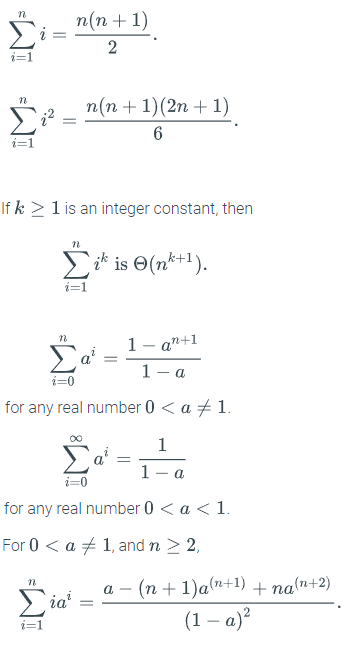 $$\sum_{i=1}^{n} i = \frac{n(n+1)}{2}.$$
$$\sum_{i=1}^{n} i^2 = \frac{n(n+1)(2n+1)}{6}.$$
If $k \geq 1$ is an integer constant, then
$$\sum_{i=1}^{n} i^k \text{ is } \Theta(n^{k+1}).$$
$$\sum_{i=0}^{n} a^i = \frac{1-a^{n+1}}{1-a}$$
for any real number $0 < a \neq 1$.
$$\sum_{i=0}^{\infty} a^i = \frac{1}{1-a}$$
for any real number $0 < a < 1$.
For $0 < a \neq 1$, and $n \geq 2$,
$$\sum_{i=1}^{n} ia^i = \frac{a-(n+1)a^{(n+1)}+na^{(n+2)}}{(1-a)^2}.$$